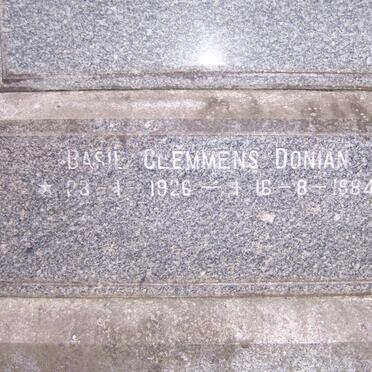 BASIL CLEMMENS DONIAN
* 23-1-1926 - † 16-8-1984